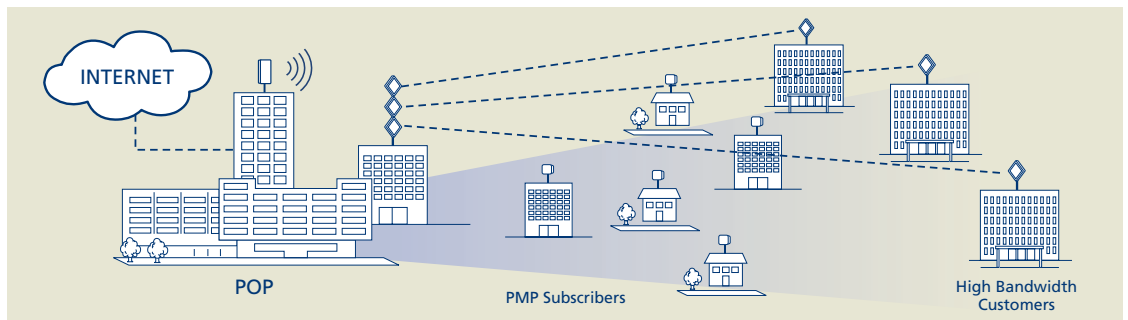 INTERNET
POP
PMP Subscribers
High Bandwidth
Customers